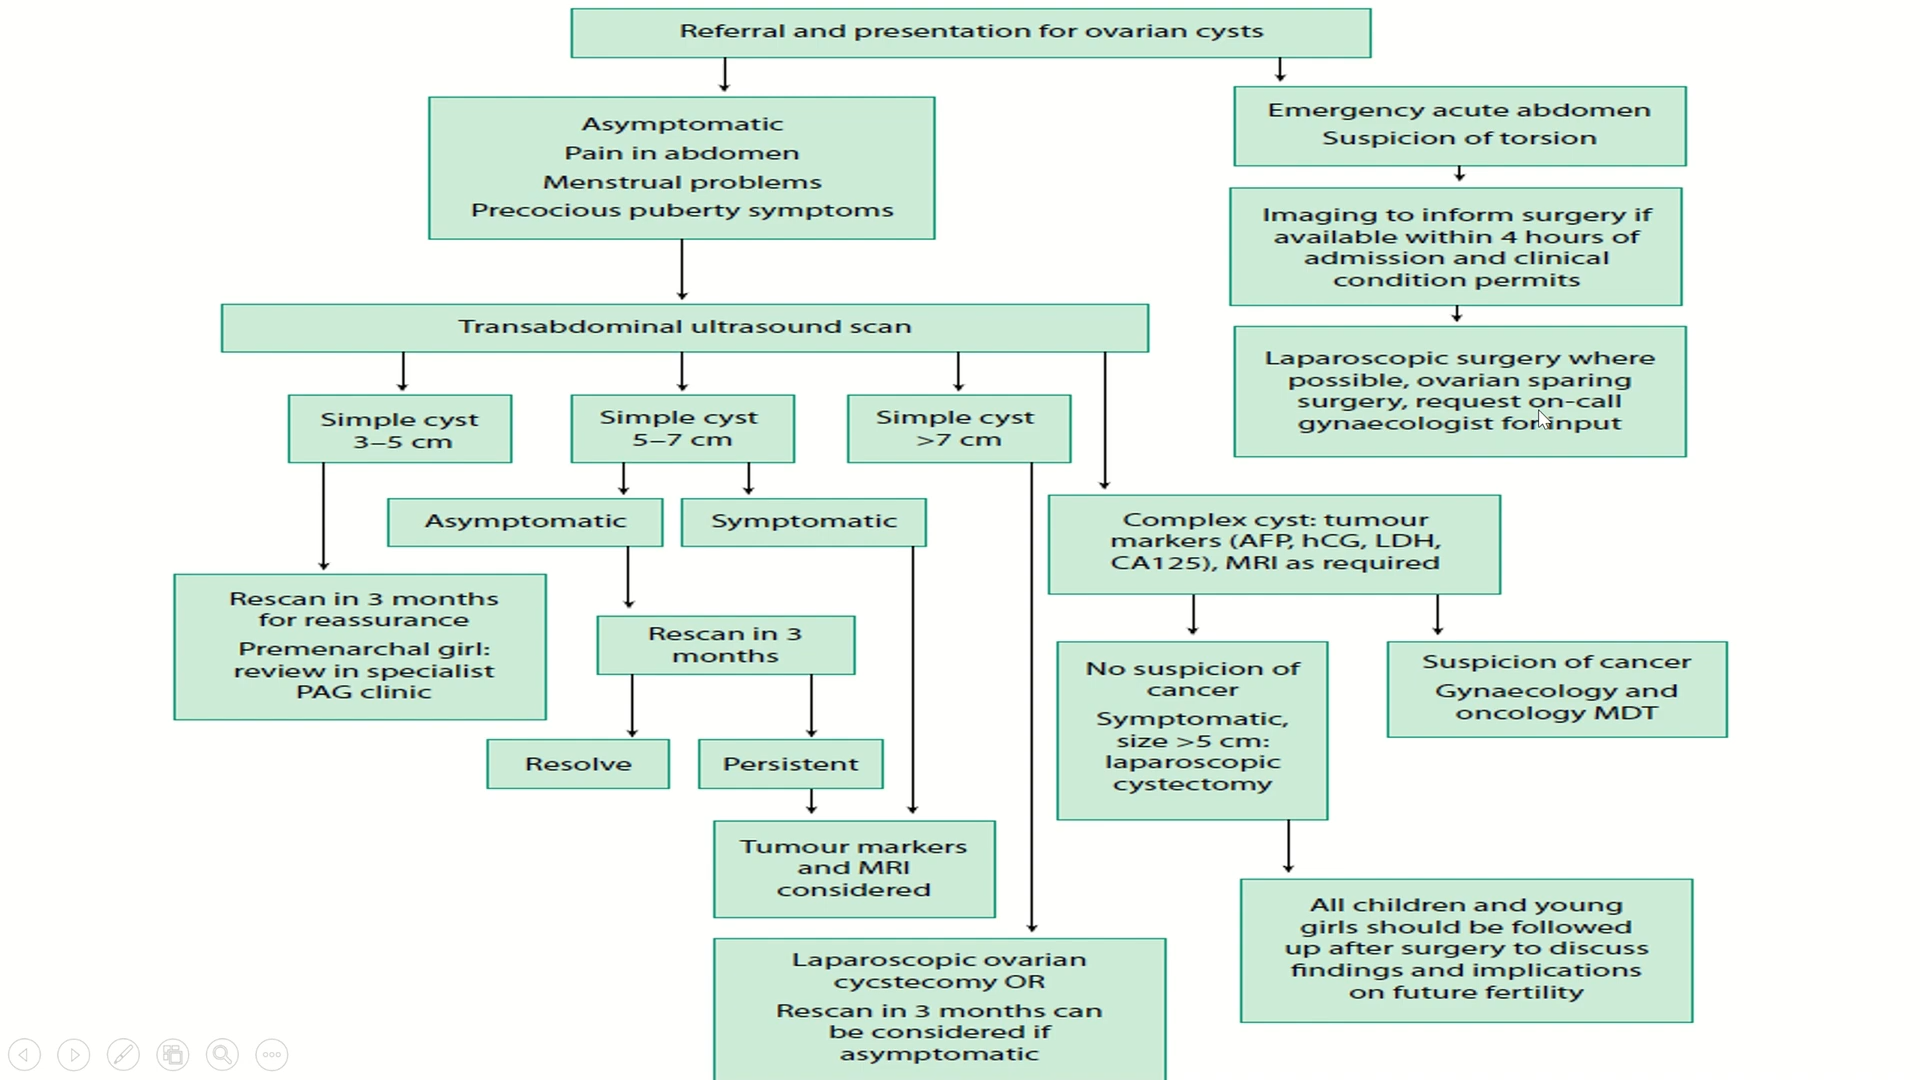 Referral and presentation for ovarian cysts
Asymptomatic
Pain in abdomen
Menstrual problems
Precocious puberty symptoms
Emergency acute abdomen
Suspicion of torsion
Imaging to inform surgery if
available within 4 hours of
admission and clinical
condition permits
Laparoscopic surgery where
possible, ovarian sparing
surgery, request on-call
gynaecologist for input
Transabdominal ultrasound scan
Simple cyst
3–5 cm
Simple cyst
5–7 cm
Simple cyst
>7 cm
Asymptomatic
Symptomatic
Complex cyst: tumour
markers (AFP, hCG, LDH,
CA125), MRI as required
Rescan in 3 months
for reassurance
Premenarchal girl:
review in specialist
PAG clinic
Rescan in 3
months
No suspicion of
cancer
Symptomatic,
size >5 cm:
laparoscopic
cystectomy
Suspicion of cancer
Gynaecology and
oncology MDT
Resolve
Persistent
Tumour markers
and MRI
considered
Laparoscopic ovarian
cycstecomy OR
Rescan in 3 months can
be considered if
asymptomatic
All children and young
girls should be followed
up after surgery to discuss
findings and implications
on future fertility